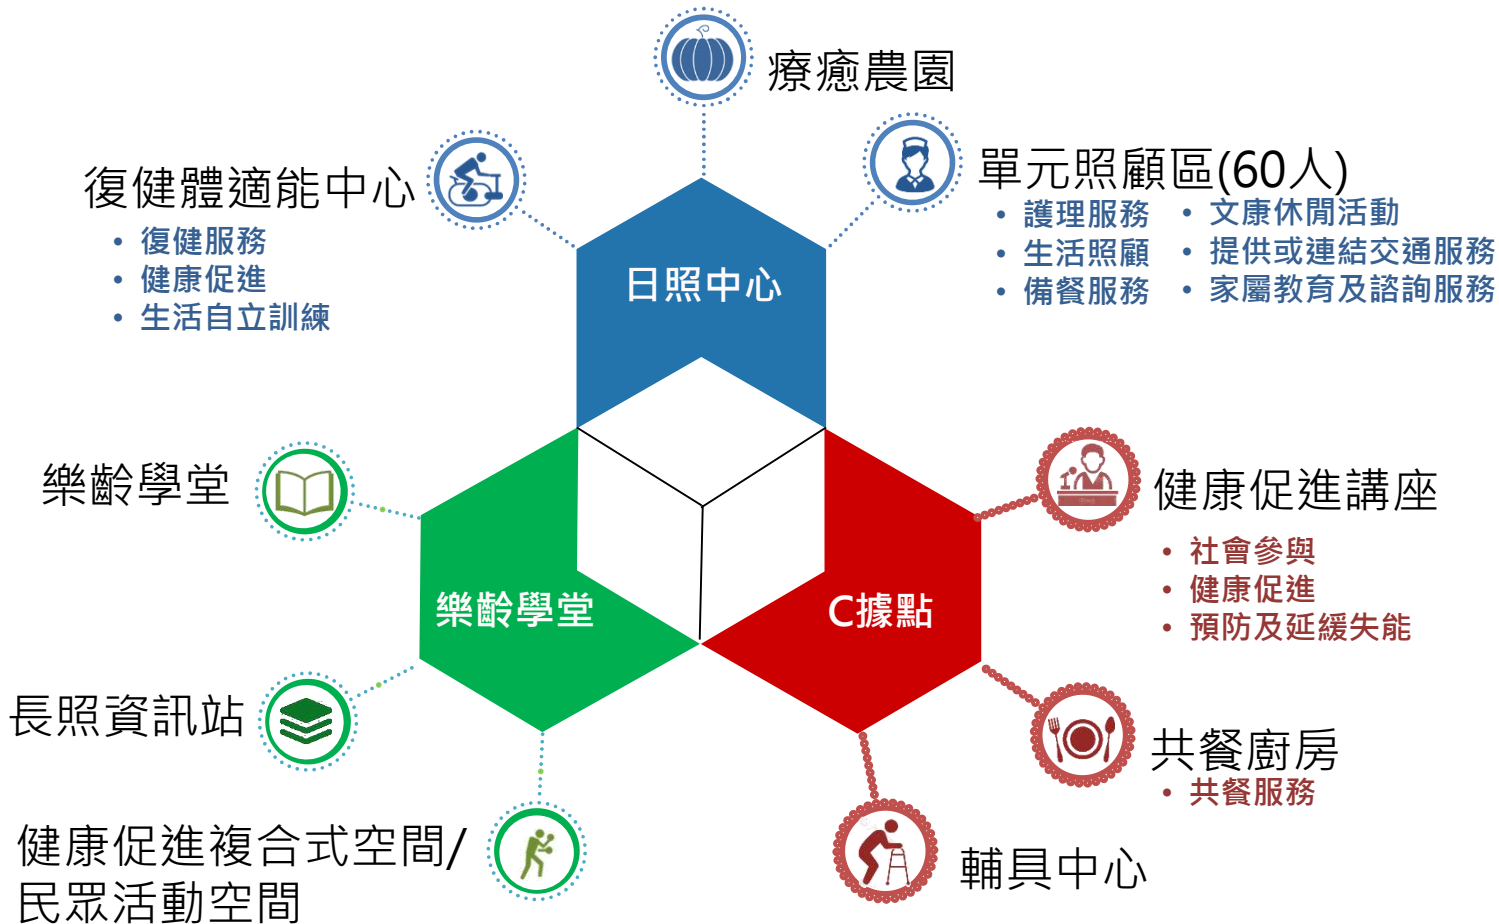 療癒農園
單元照顧區(60人)
• 護理服務
• 生活照顧
• 備餐服務
• 文康休閒活動
• 提供或連結交通服務
• 家屬教育及諮詢服務
復健體適能中心
• 復健服務
• 健康促進
• 生活自立訓練
日照中心
樂齡學堂
健康促進講座
• 社會參與
• 健康促進
• 預防及延緩失能
樂齡學堂
C據點
長照資訊站
共餐廚房
• 共餐服務
健康促進複合式空間/
民眾活動空間
輔具中心